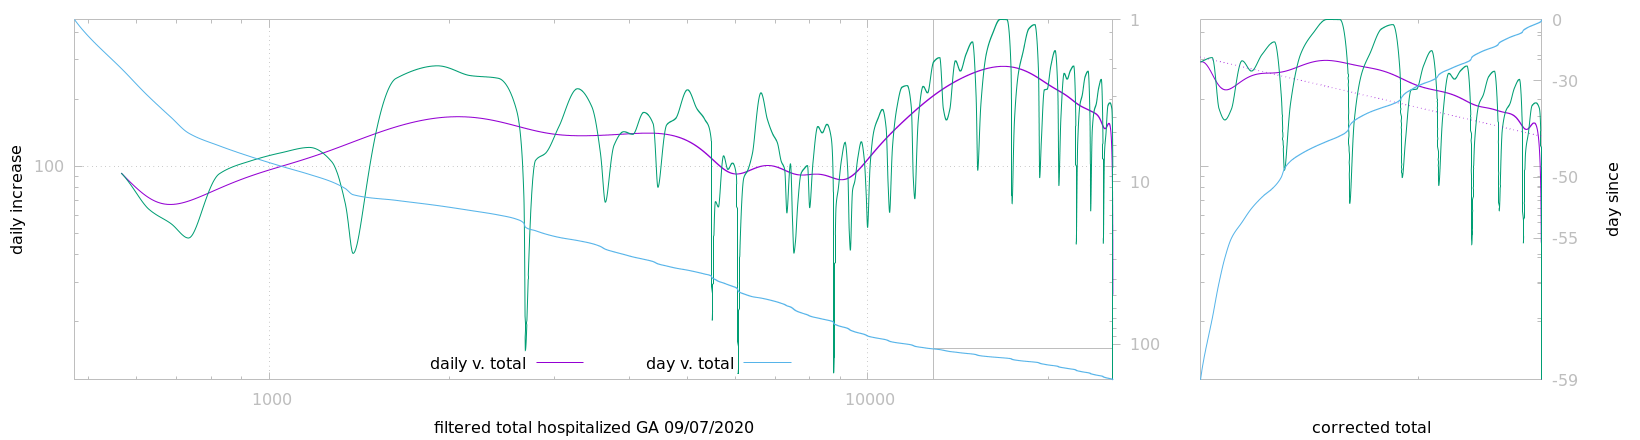 1
0
-30
100
daily increase
10
-50
day since
-55
100
daily v. total
day v. total
-59
1000
10000
filtered total hospitalized GA 09/07/2020
corrected total